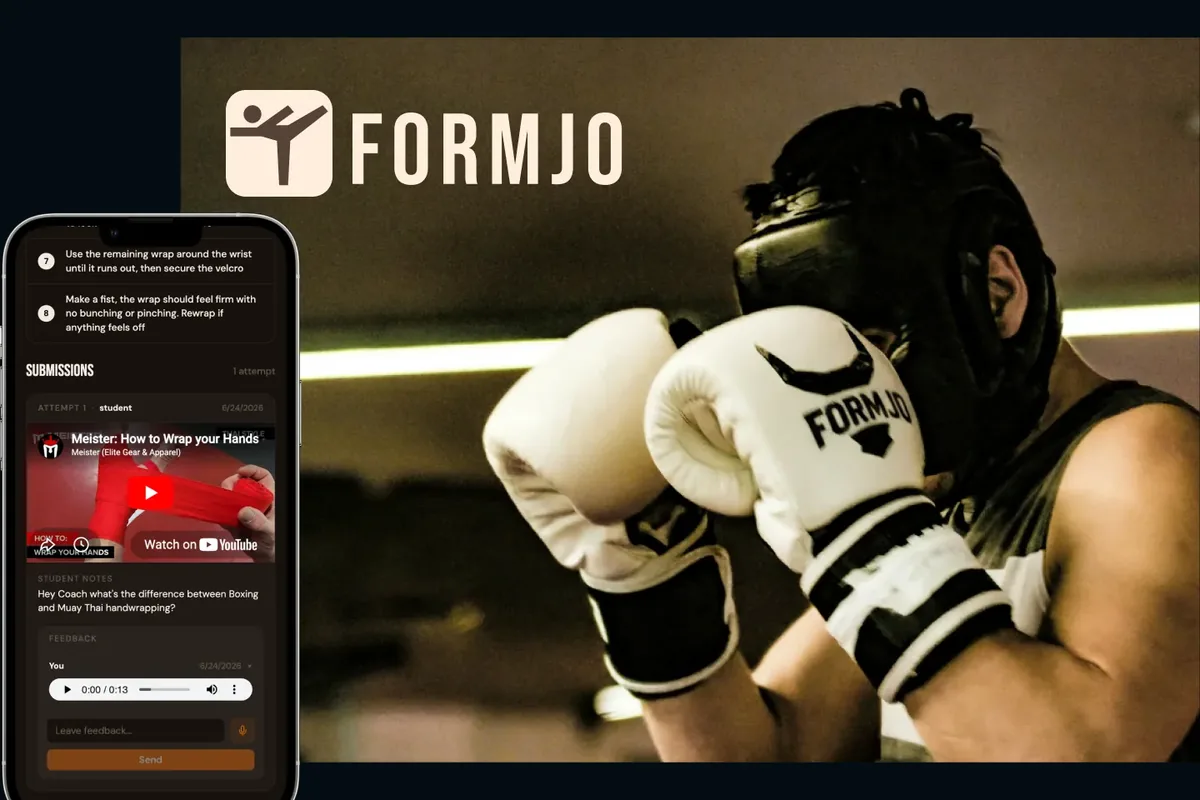 FORMJO
7
Use the remaining wrap around the wrist
until it runs out, then secure the velcro
8
Make a fist, the wrap should feel firm with
no bunching or pinching. Rewrap if
anything feels off
SUBMISSIONS
1 attempt
ATTEMPT 1
student
6/24/2026
Meister: How to Wrap your Hands
Meister (Elite Gear & Apparel)
HOW TO:
WRAP YOUR HANDS
Watch on YouTube
STUDENT NOTES
Hey Coach what's the difference between Boxing
and Muay Thai handwrapping?
FEEDBACK
You
6/24/2026
0:00 / 0:13
Leave feedback...
Send
FORMJO